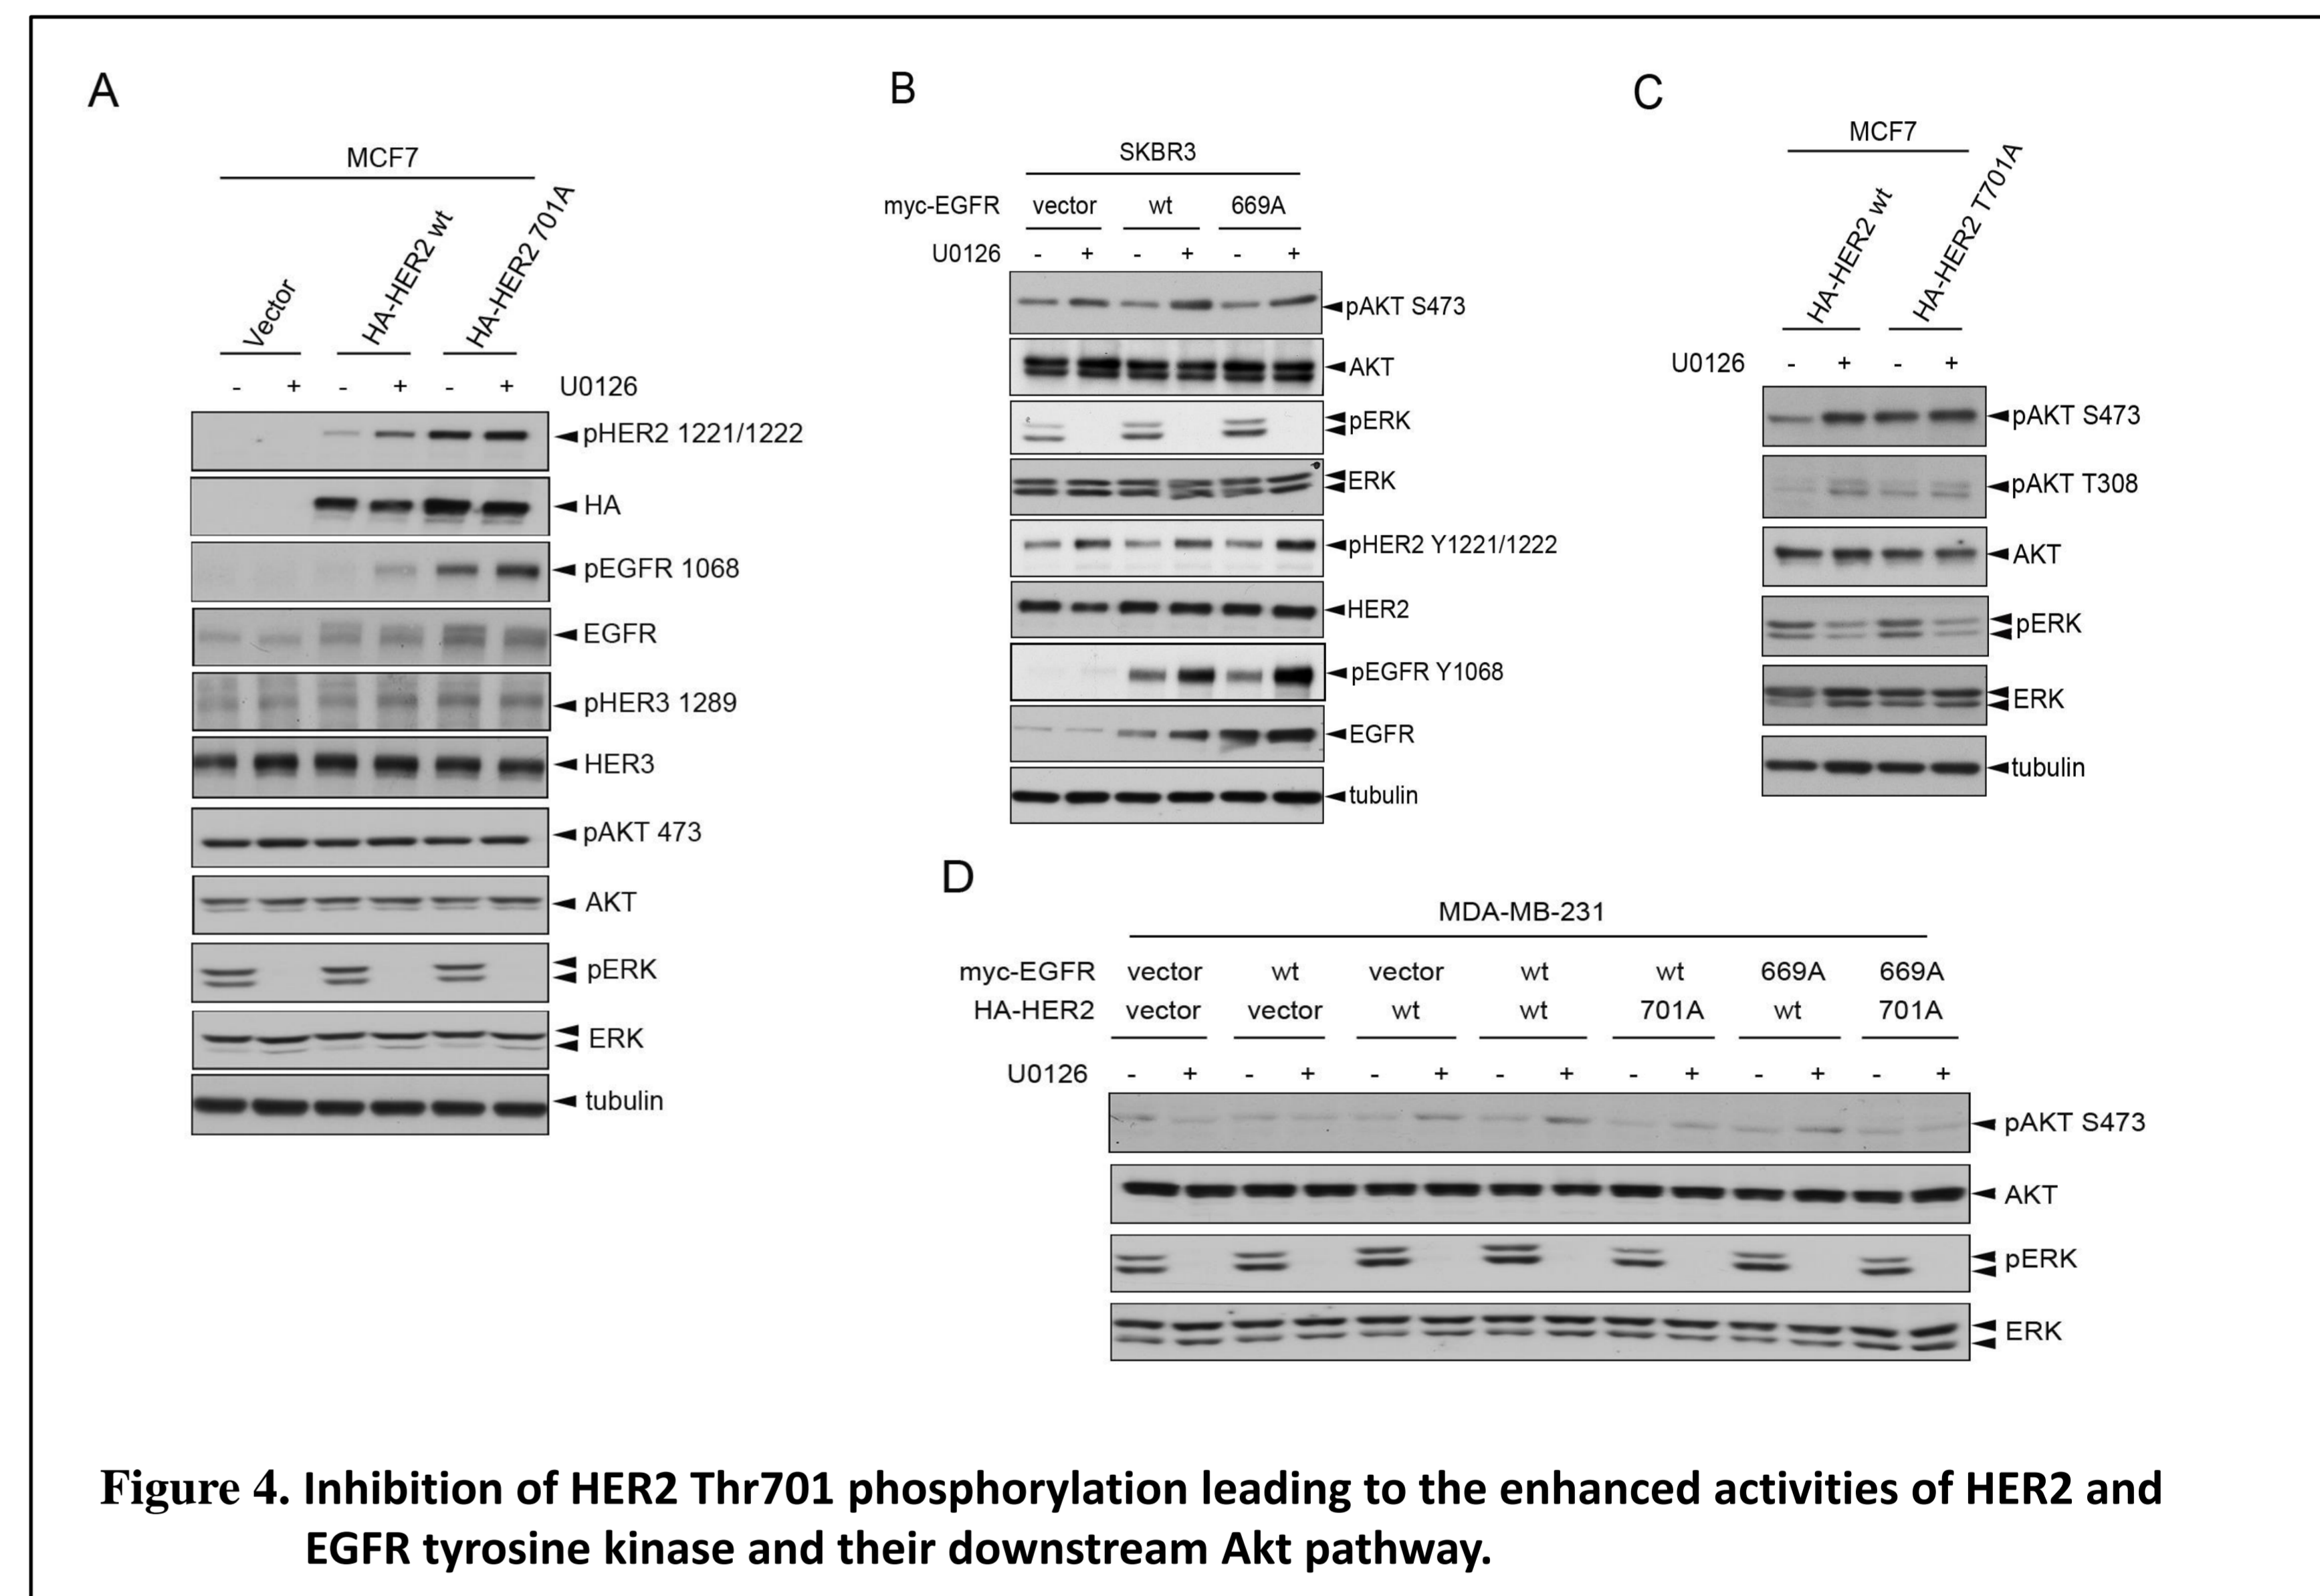 A
MCF7
Vector
HA-HER2 wt
HA-HER2 701A
- + - + - + U0126
pHER2 1221/1222
HA
pEGFR 1068
EGFR
pHER3 1289
HER3
pAKT 473
AKT
pERK
ERK
tubulin
B
SKBR3
myc-EGFR vector wt 669A
U0126 - + - + - +
pAKT S473
AKT
pERK
ERK
pHER2 Y1221/1222
HER2
pEGFR Y1068
EGFR
tubulin
C
MCF7
HA-HER2 wt
HA-HER2 T701A
U0126 - + - +
pAKT S473
pAKT T308
AKT
pERK
ERK
tubulin
D
MDA-MB-231
myc-EGFR vector wt vector wt wt 669A 669A
HA-HER2 vector vector wt wt 701A wt 701A
U0126 - + - + - + - + - + - + - +
pAKT S473
AKT
pERK
ERK
Figure 4. Inhibition of HER2 Thr701 phosphorylation leading to the enhanced activities of HER2 and
EGFR tyrosine kinase and their downstream Akt pathway.